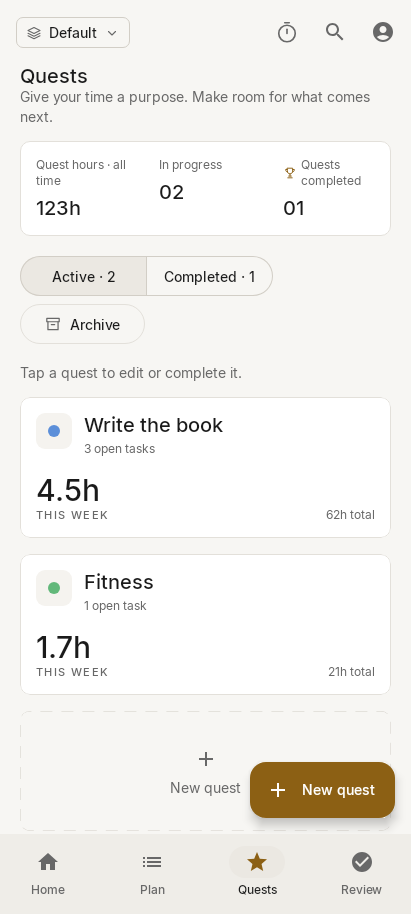 Default
Quests
Give your time a purpose. Make room for what comes
next.
Quest hours · all
time
123h
In progress
02
Quests
completed
01
Active · 2
Completed · 1
Archive
Tap a quest to edit or complete it.
Write the book
3 open tasks
4.5h
THIS WEEK
62h total
Fitness
1 open task
1.7h
THIS WEEK
21h total
New quest
New quest
Home
Plan
Quests
Review